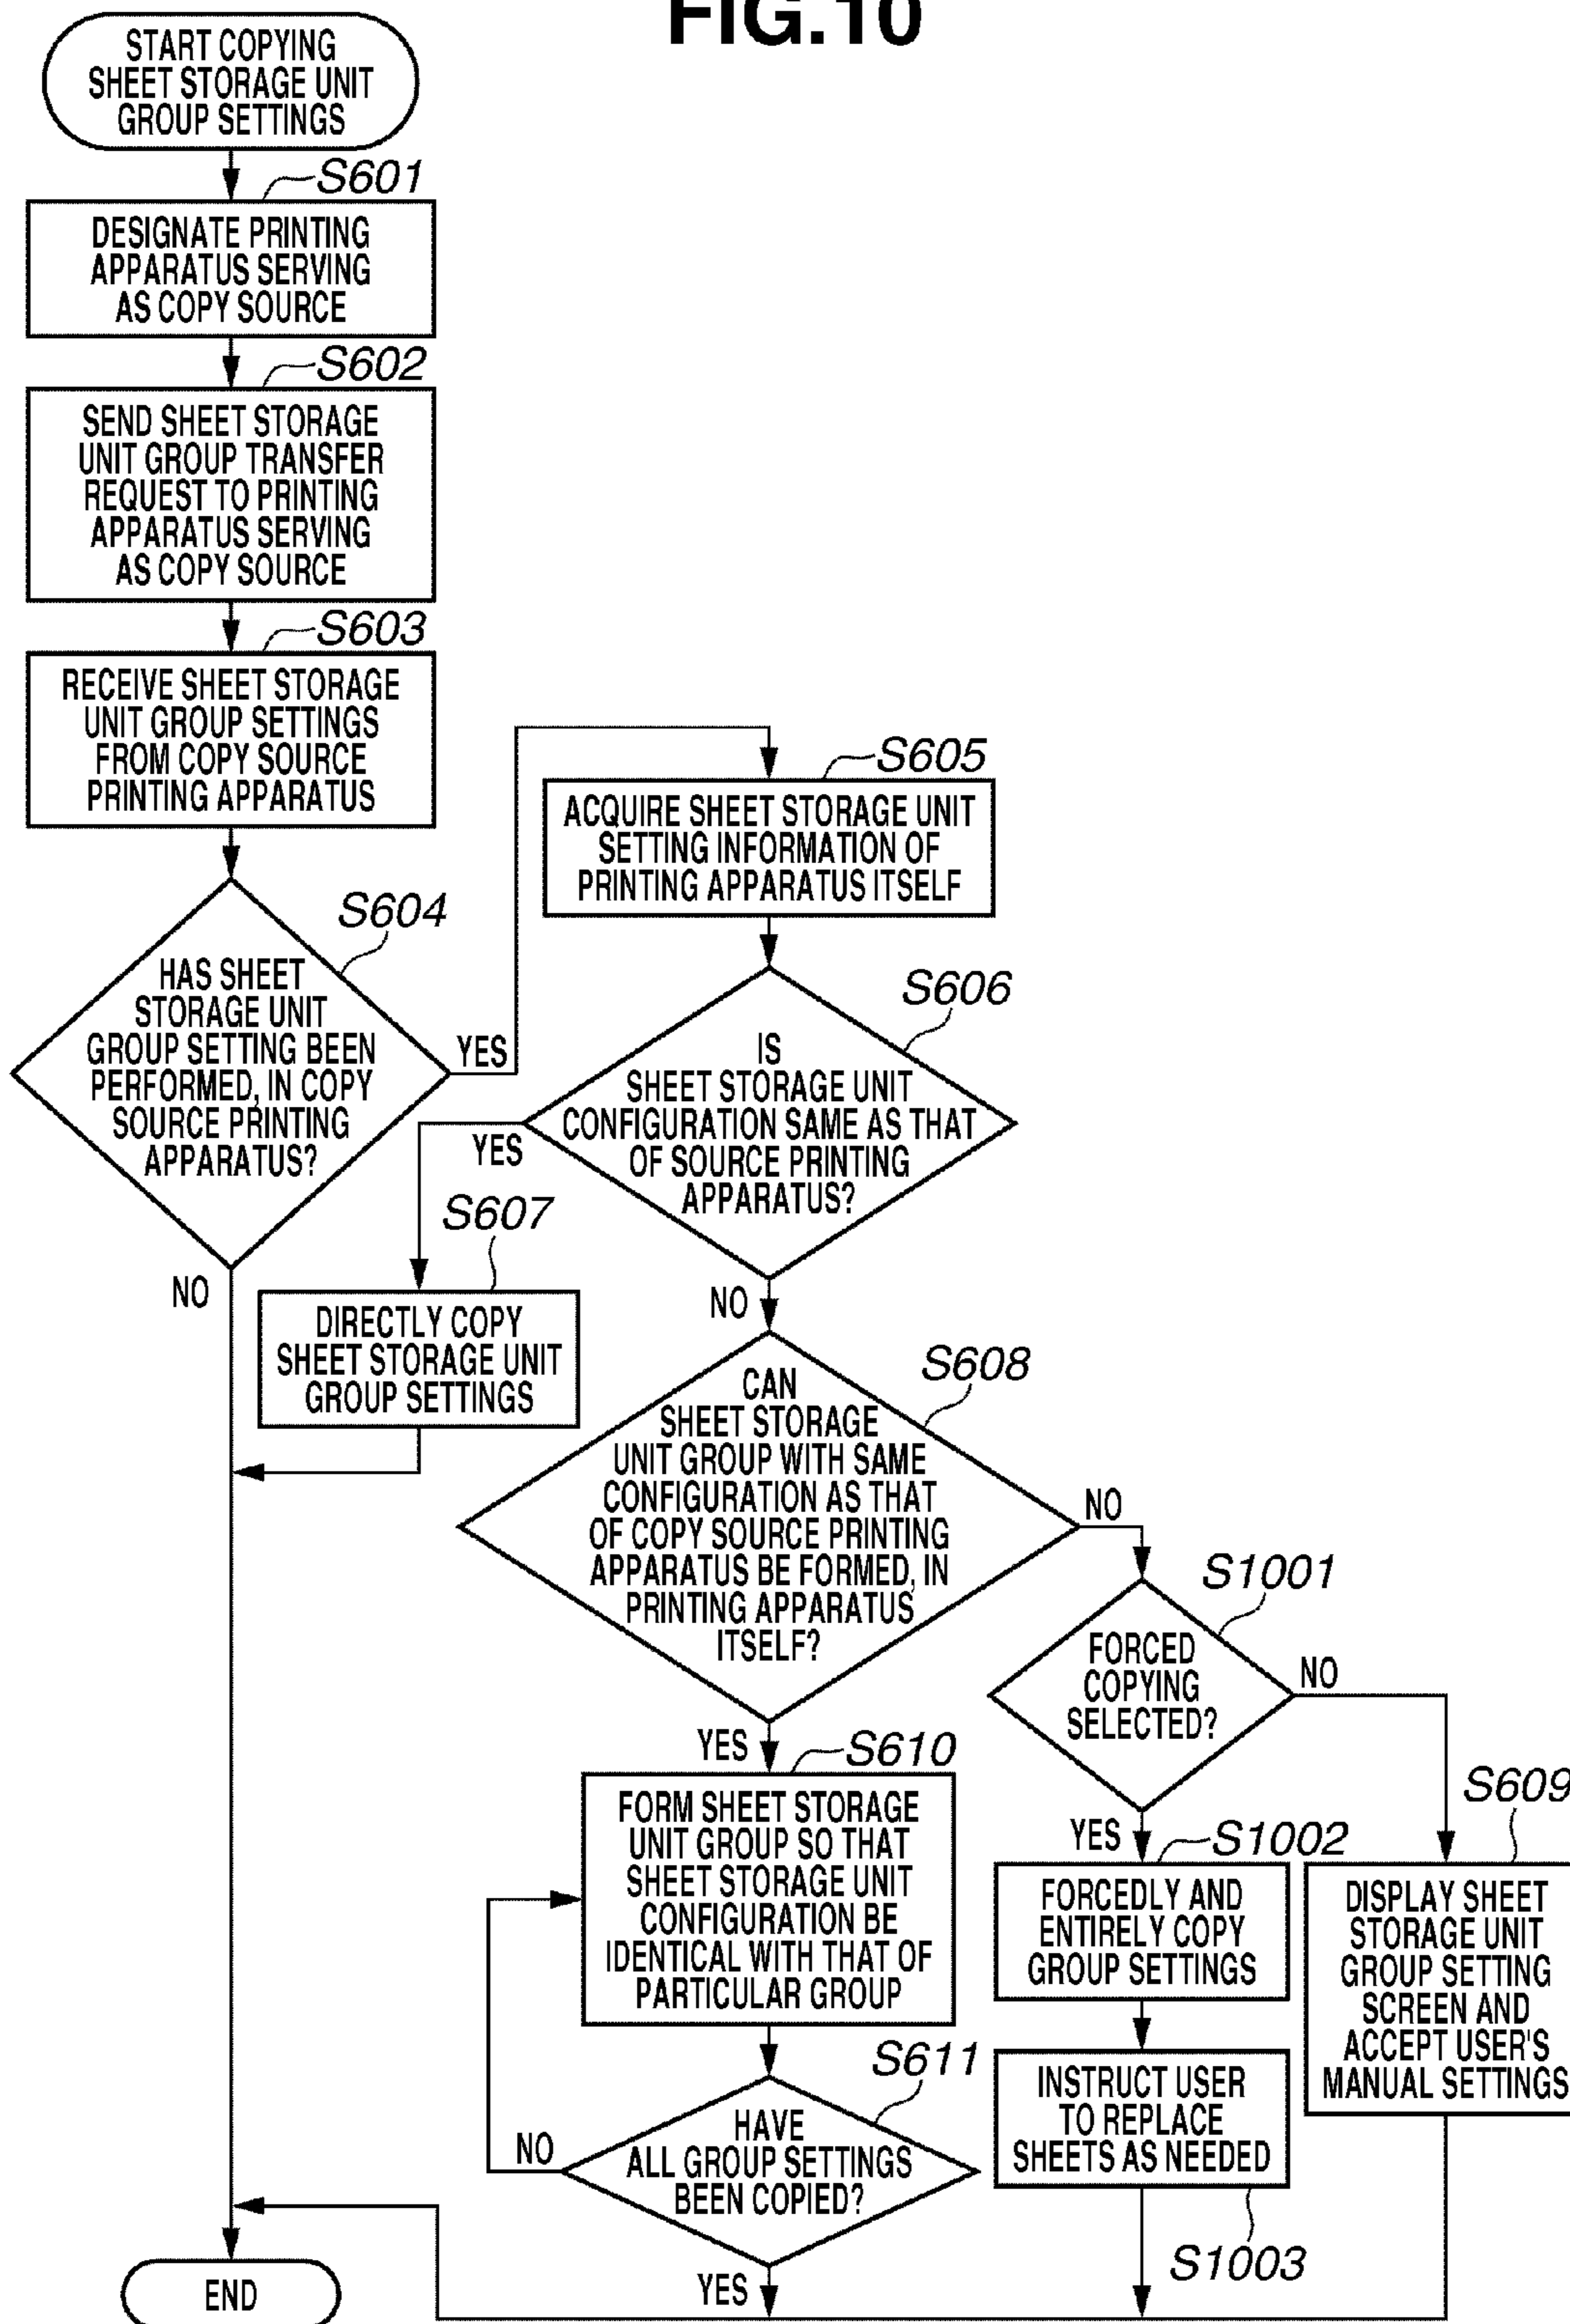 FIG.10
START COPYING
SHEET STORAGE UNIT
GROUP SETTINGS
S601
DESIGNATE PRINTING
APPARATUS SERVING
AS COPY SOURCE
S602
SEND SHEET STORAGE
UNIT GROUP TRANSFER
REQUEST TO PRINTING
APPARATUS SERVING
AS COPY SOURCE
S603
RECEIVE SHEET STORAGE
UNIT GROUP SETTINGS
FROM COPY SOURCE
PRINTING APPARATUS
S604
HAS SHEET
STORAGE UNIT
GROUP SETTING BEEN
PERFORMED, IN COPY
SOURCE PRINTING
APPARATUS?
YES
NO
S605
ACQUIRE SHEET STORAGE UNIT
SETTING INFORMATION OF
PRINTING APPARATUS ITSELF
S606
IS
SHEET STORAGE UNIT
CONFIGURATION SAME AS THAT
OF SOURCE PRINTING
APPARATUS?
YES
NO
S607
DIRECTLY COPY
SHEET STORAGE UNIT
GROUP SETTINGS
S608
CAN
SHEET STORAGE
UNIT GROUP WITH SAME
CONFIGURATION AS THAT
OF COPY SOURCE PRINTING
APPARATUS BE FORMED, IN
PRINTING APPARATUS
ITSELF?
NO
YES
S1001
FORCED
COPYING
SELECTED?
NO
YES
S610
FORM SHEET STORAGE
UNIT GROUP SO THAT
SHEET STORAGE UNIT
CONFIGURATION BE
IDENTICAL WITH THAT OF
PARTICULAR GROUP
S1002
FORCEDLY AND
ENTIRELY COPY
GROUP SETTINGS
S609
DISPLAY SHEET
STORAGE UNIT
GROUP SETTING
SCREEN AND
ACCEPT USER'S
MANUAL SETTINGS
S611
HAVE
ALL GROUP SETTINGS
BEEN COPIED?
NO
YES
INSTRUCT USER
TO REPLACE
SHEETS AS NEEDED
S1003
END